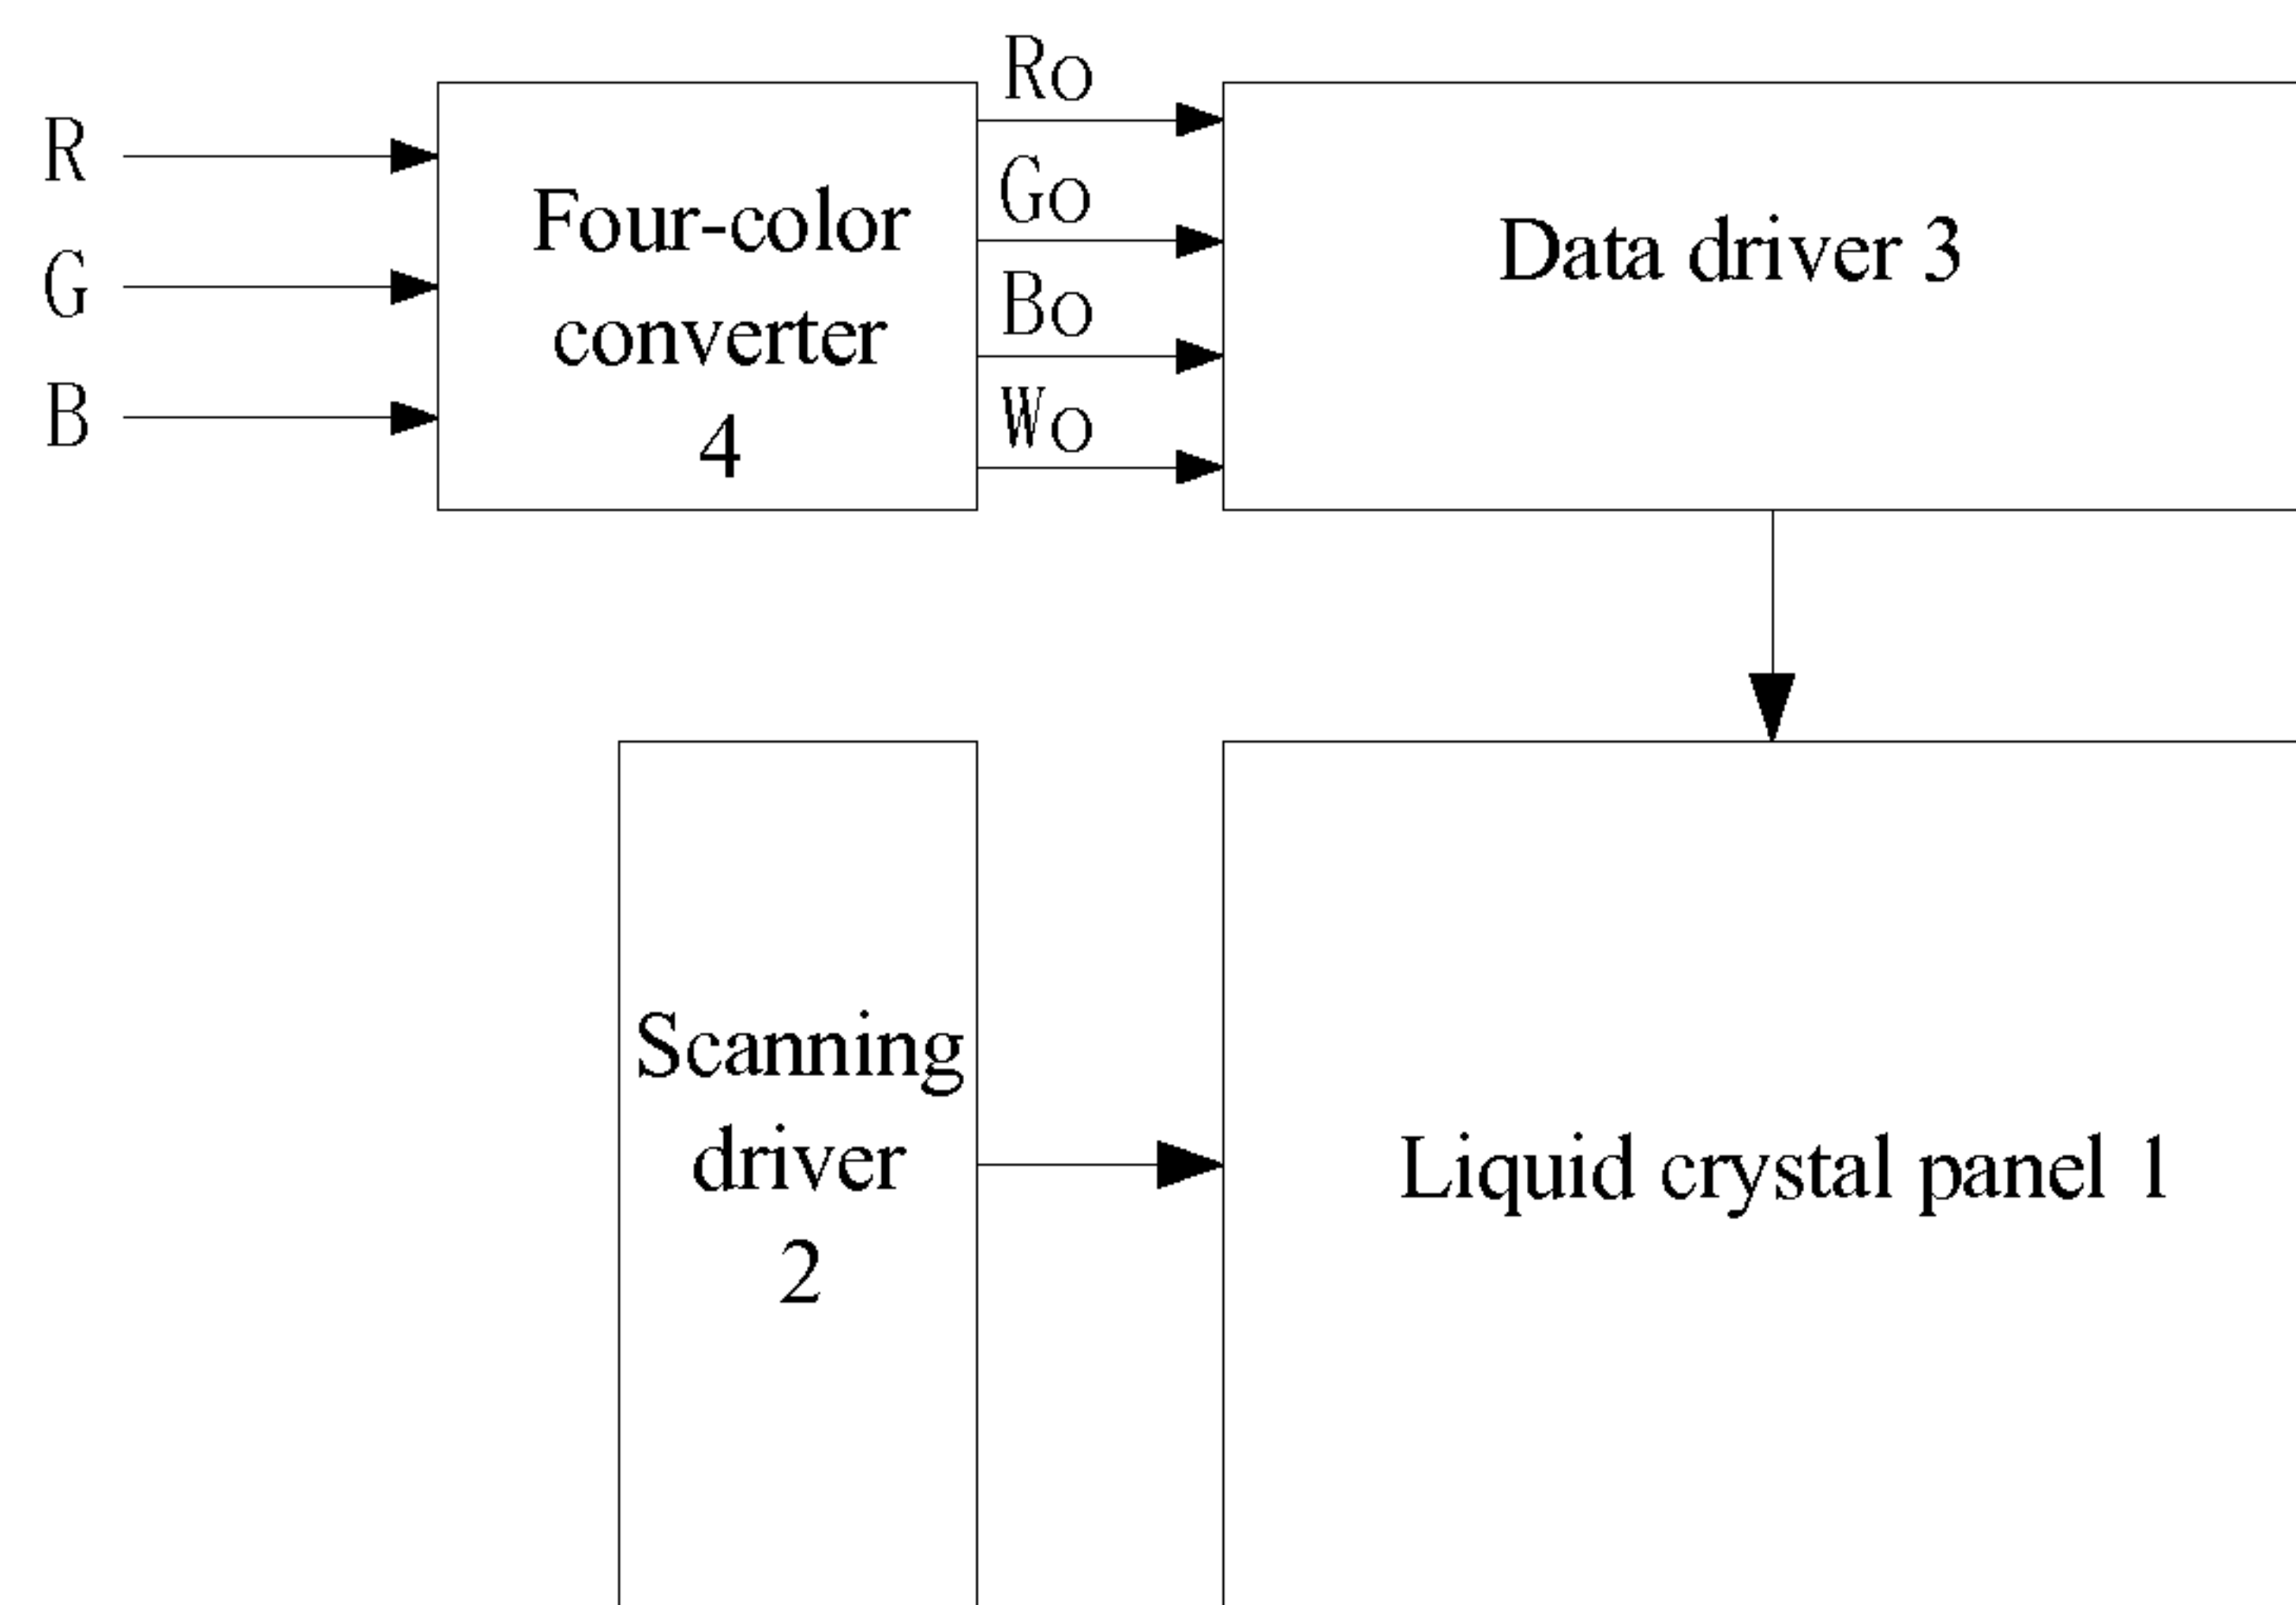 R
G
B
Four-color
converter
4
Ro
Go
Bo
Wo
Data driver 3
Scanning
driver
2
Liquid crystal panel 1